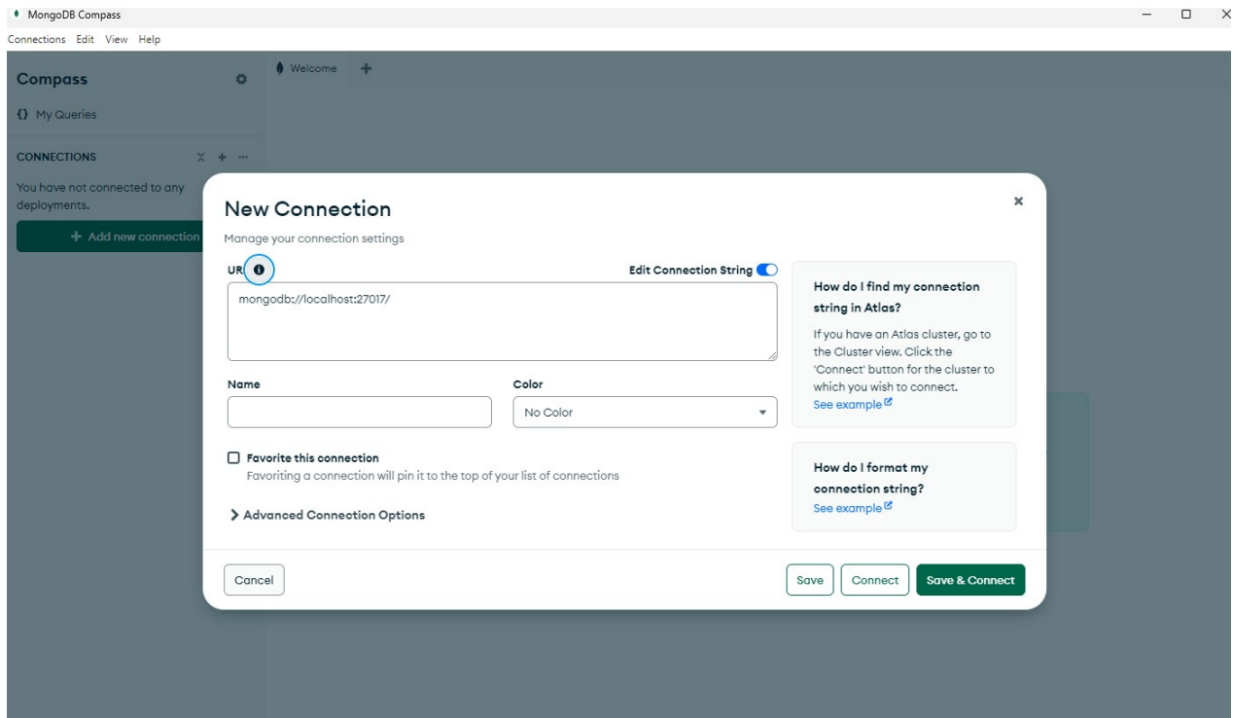 MongoDB Compass
Connections Edit View Help
Compass
Welcome
{} My Queries
CONNECTIONS
You have not connected to any
deployments.
+ Add new connection
New Connection
Manage your connection settings
UR
Edit Connection String
mongodb://localhost:27017/
Name
Color
No Color
Favorite this connection
Favoriting a connection will pin it to the top of your list of connections
Advanced Connection Options
How do I find my connection
string in Atlas?
If you have an Atlas cluster, go to
the Cluster view. Click the
'Connect' button for the cluster to
which you wish to connect.
See example
How do I format my
connection string?
See example
Cancel
Save
Connect
Save & Connect